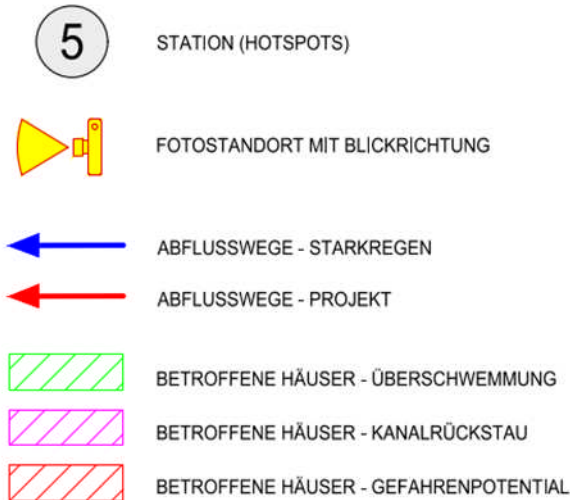 5 STATION (HOTSPOTS)
FOTOSTANDORT MIT BLICKRICHTUNG
ABFLUSSWEGE - STARKREGEN
ABFLUSSWEGE - PROJEKT
BETROFFENE HÄUSER - ÜBERSCHWEMMUNG
BETROFFENE HÄUSER - KANALRÜCKSTAU
BETROFFENE HÄUSER - GEFAHRENPOTENTIAL